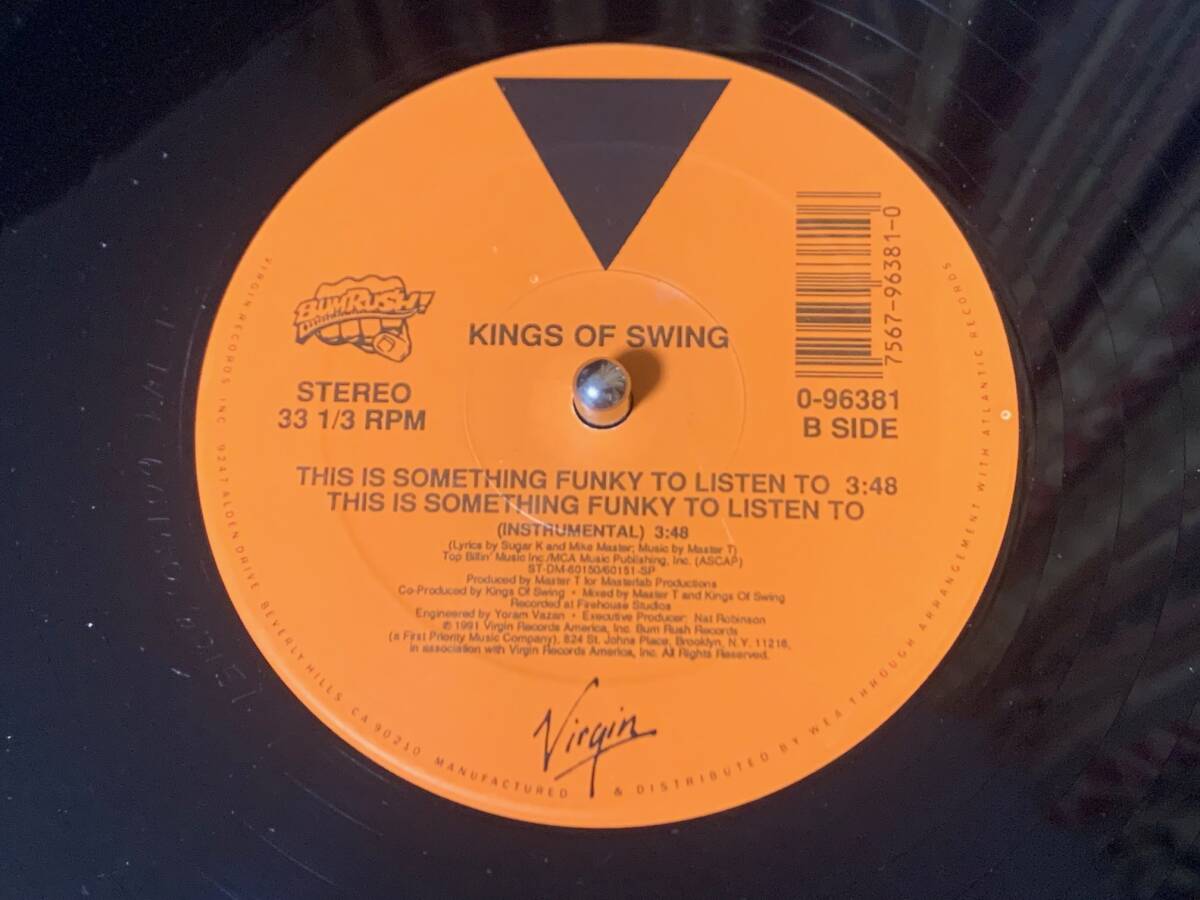 BUMRUSH!
KINGS OF SWING
STEREO
33 1/3 RPM
7567-96381-0
0-96381
B SIDE
THIS IS SOMETHING FUNKY TO LISTEN TO 3:48
THIS IS SOMETHING FUNKY TO LISTEN TO
(INSTRUMENTAL) 3:48
(Lyrics by Sugar K and Mike Master; Music by Master T)
Top Billin' Music Inc./MCA Music Publishing, Inc. (ASCAP)
ST-DM-60150/60151-SP
Produced by Master T for Masterlab Productions
Co-Produced by Kings Of Swing • Mixed by Master T and Kings Of Swing
Recorded at Firehouse Studios
Engineered by Yoram Vazan • Executive Producer: Nat Robinson
℗ 1991 Virgin Records America, Inc. Bum Rush Records
(a First Priority Music Company), 824 St. Johns Place, Brooklyn, N.Y. 11216,
in association with Virgin Records America, Inc. All Rights Reserved.
Virgin
VIRGIN RECORDS INC 9247 ALDEN DRIVE BEVERLY HILLS, CA 90210 MANUFACTURED & DISTRIBUTED BY WEA THROUGH ARRANGEMENT WITH ATLANTIC RECORDS